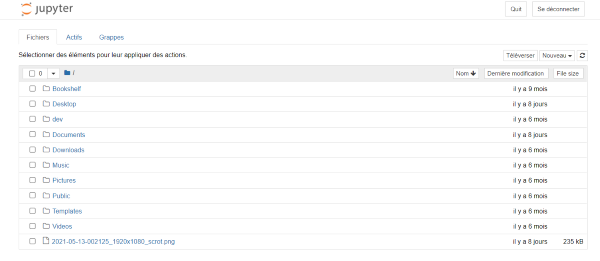 jupyter
Quit Se déconnecter
Fichiers Actifs Grappes
Sélectionner des éléments pour leur appliquer des actions
Téléverser Nouveau
0 / Nom Dernière modification File size
Bookshelf il y a 9 mois
Desktop il y a 8 jours
dev il y a 6 mois
Documents il y a 8 jours
Downloads il y a 6 mois
Music il y a 6 mois
Pictures il y a 6 mois
Public il y a 6 mois
Templates il y a 6 mois
Videos il y a 6 mois
2021-05-13-002125_1920x1080_scrot.png il y a 8 jours 235 kB